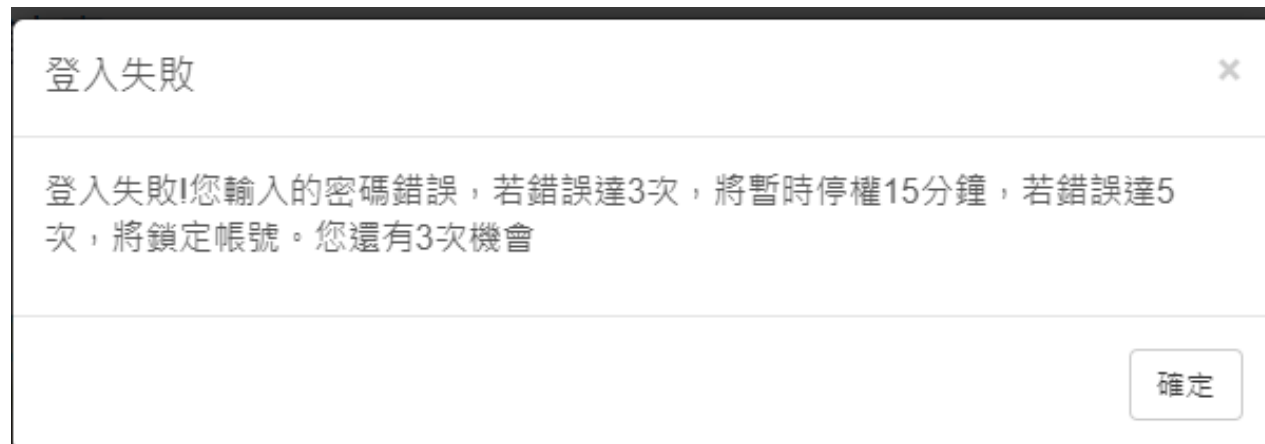 登入失敗
×
登入失敗!您輸入的密碼錯誤，若錯誤達3次，將暫時停權15分鐘，若錯誤達5
次，將鎖定帳號。您還有3次機會
確定